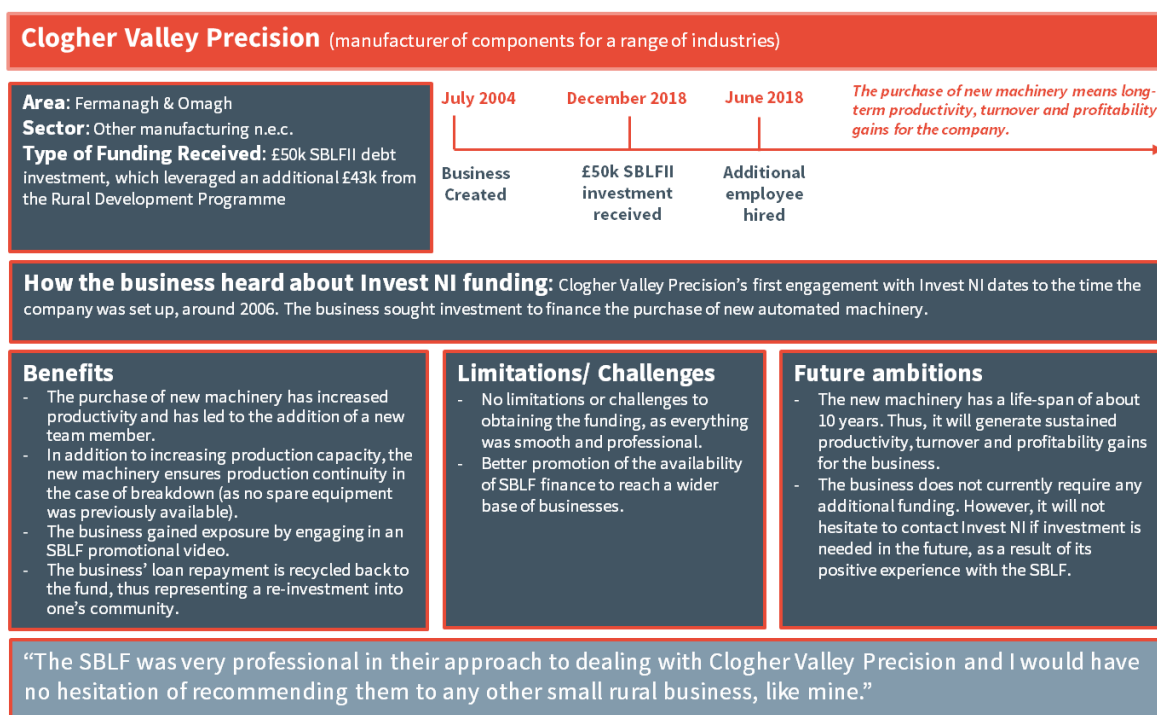 Clogher Valley Precision (manufacturer of components for a range of industries)
Area: Fermanagh & Omagh
Sector: Other manufacturing n.e.c.
Type of Funding Received: £50k SBLFII debt
investment, which leveraged an additional £43k from
the Rural Development Programme
July 2004
Business
Created
December 2018
£50k SBLFII
investment
received
June 2018
Additional
employee
hired
The purchase of new machinery means long-
term productivity, turnover and profitability
gains for the company.
How the business heard about Invest NI funding: Clogher Valley Precision's first engagement with Invest NI dates to the time the
company was set up, around 2006. The business sought investment to finance the purchase of new automated machinery.
Benefits
- The purchase of new machinery has increased
productivity and has led to the addition of a new
team member.
- In addition to increasing production capacity, the
new machinery ensures production continuity in
the case of breakdown (as no spare equipment
was previously available).
- The business gained exposure by engaging in an
SBLF promotional video.
- The business' loan repayment is recycled back to
the fund, thus representing a re-investment into
one's community.
Limitations/ Challenges
- No limitations or challenges to
obtaining the funding, as everything
was smooth and professional.
- Better promotion of the availability
of SBLF finance to reach a wider
base of businesses.
Future ambitions
- The new machinery has a life-span of about
10 years. Thus, it will generate sustained
productivity, turnover and profitability gains
for the business.
- The business does not currently require any
additional funding. However, it will not
hesitate to contact Invest NI if investment is
needed in the future, as a result of its
positive experience with the SBLF.
"The SBLF was very professional in their approach to dealing with Clogher Valley Precision and I would have
no hesitation of recommending them to any other small rural business, like mine."